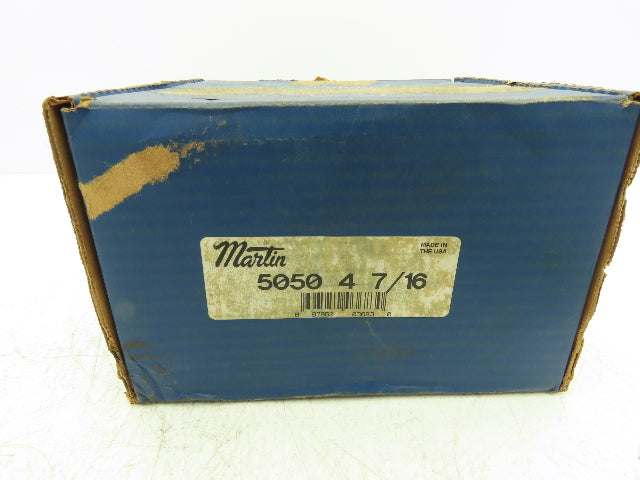 Martin
MADE IN
THE USA
5050 4 7/16